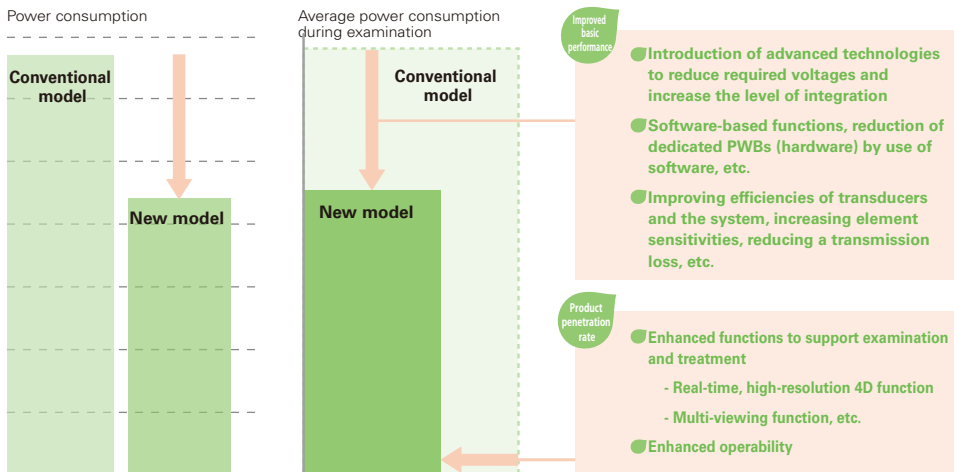 Power consumption
Conventional
model
New model
Average power consumption
during examination
Conventional
model
New model
Improved
basic
performance
Introduction of advanced technologies
to reduce required voltages and
increase the level of integration
Software-based functions, reduction of
dedicated PWBs (hardware) by use of
software, etc.
Improving efficiencies of transducers
and the system, increasing element
sensitivities, reducing a transmission
loss, etc.
Product
penetration
rate
Enhanced functions to support examination
and treatment
- Real-time, high-resolution 4D function
- Multi-viewing function, etc.
Enhanced operability